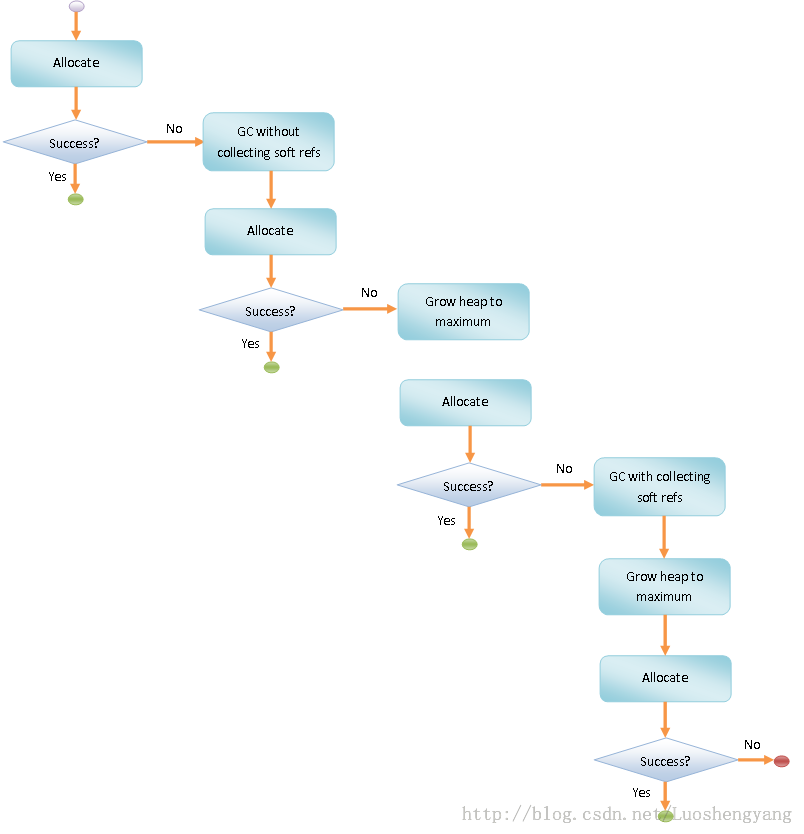 Allocate
Success?
No
Yes
GC without
collecting soft refs
Allocate
Success?
No
Yes
Grow heap to
maximum
Allocate
Success?
No
Yes
GC with collecting
soft refs
Grow heap to
maximum
Allocate
Success?
No
Yes
http://blog.csdn.net/Luoshengyang